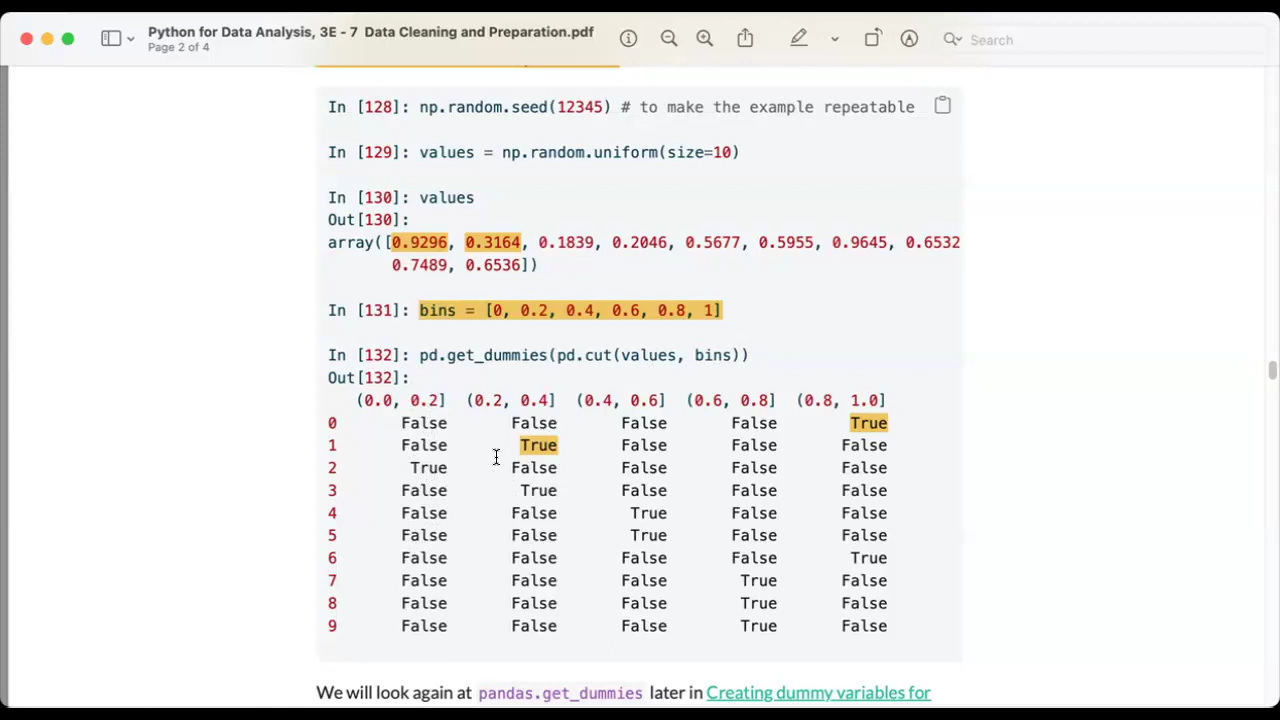 Python for Data Analysis, 3E - 7 Data Cleaning and Preparation.pdf
Page 2 of 4
Search
In [128]: np.random.seed(12345) # to make the example repeatable
In [129]: values = np.random.uniform(size=10)
In [130]: values
Out[130]:
array([0.9296, 0.3164, 0.1839, 0.2046, 0.5677, 0.5955, 0.9645, 0.6532
0.7489, 0.6536])
In [131]: bins = [0, 0.2, 0.4, 0.6, 0.8, 1]
In [132]: pd.get_dummies(pd.cut(values, bins))
Out[132]:
(0.0, 0.2] (0.2, 0.4] (0.4, 0.6] (0.6, 0.8] (0.8, 1.0]
0 False False False False True
1 False True False False False
2 True False False False False
3 False True False False False
4 False False True False False
5 False False True False False
6 False False False False True
7 False False False True False
8 False False False True False
9 False False False True False
We will look again at pandas.get_dummies later in Creating dummy variables for